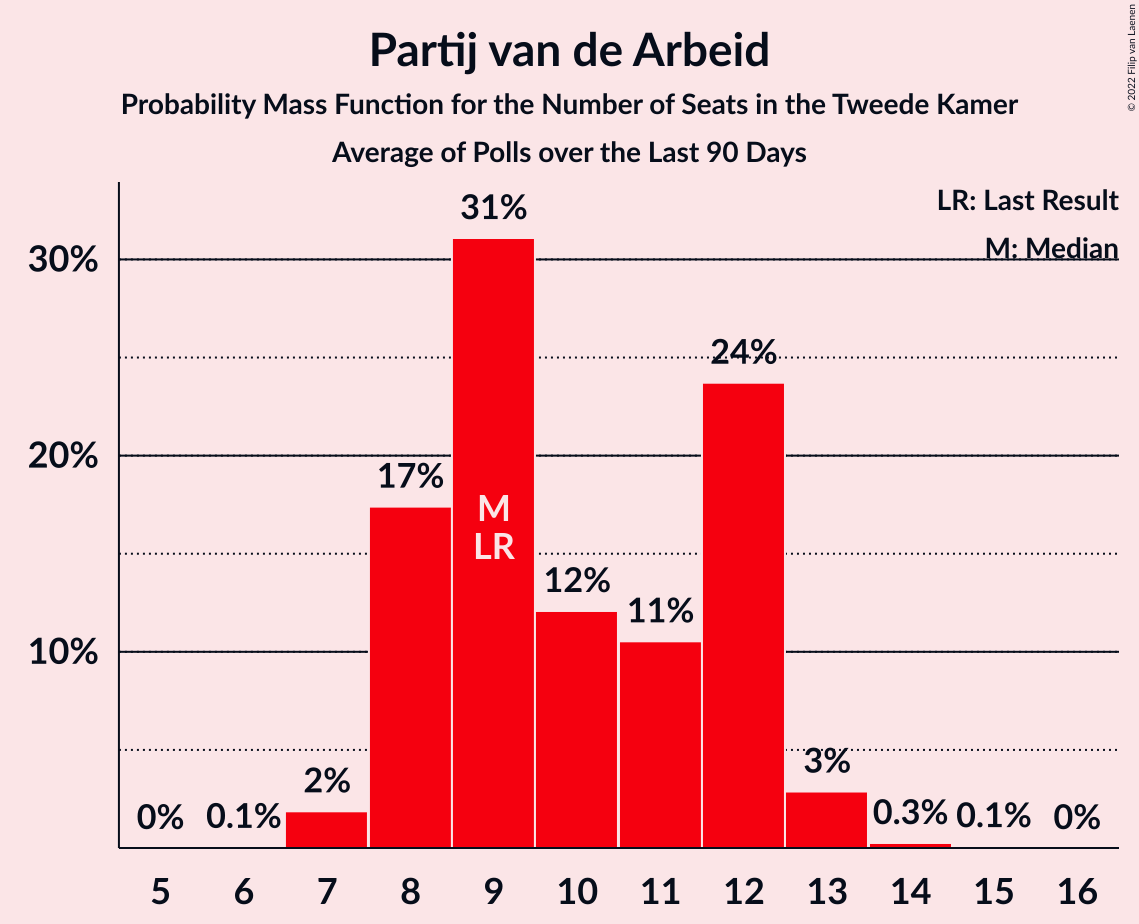 Partij van de Arbeid
Probability Mass Function for the Number of Seats in the Tweede Kamer
Average of Polls over the Last 90 Days
© 2022 Filip van Laenen
LR: Last Result
M: Median
30%
20%
10%
0%
0.1%
2%
17%
31%
M
LR
12%
11%
24%
3%
0.3%
0.1%
0%
5 6 7 8 9 10 11 12 13 14 15 16